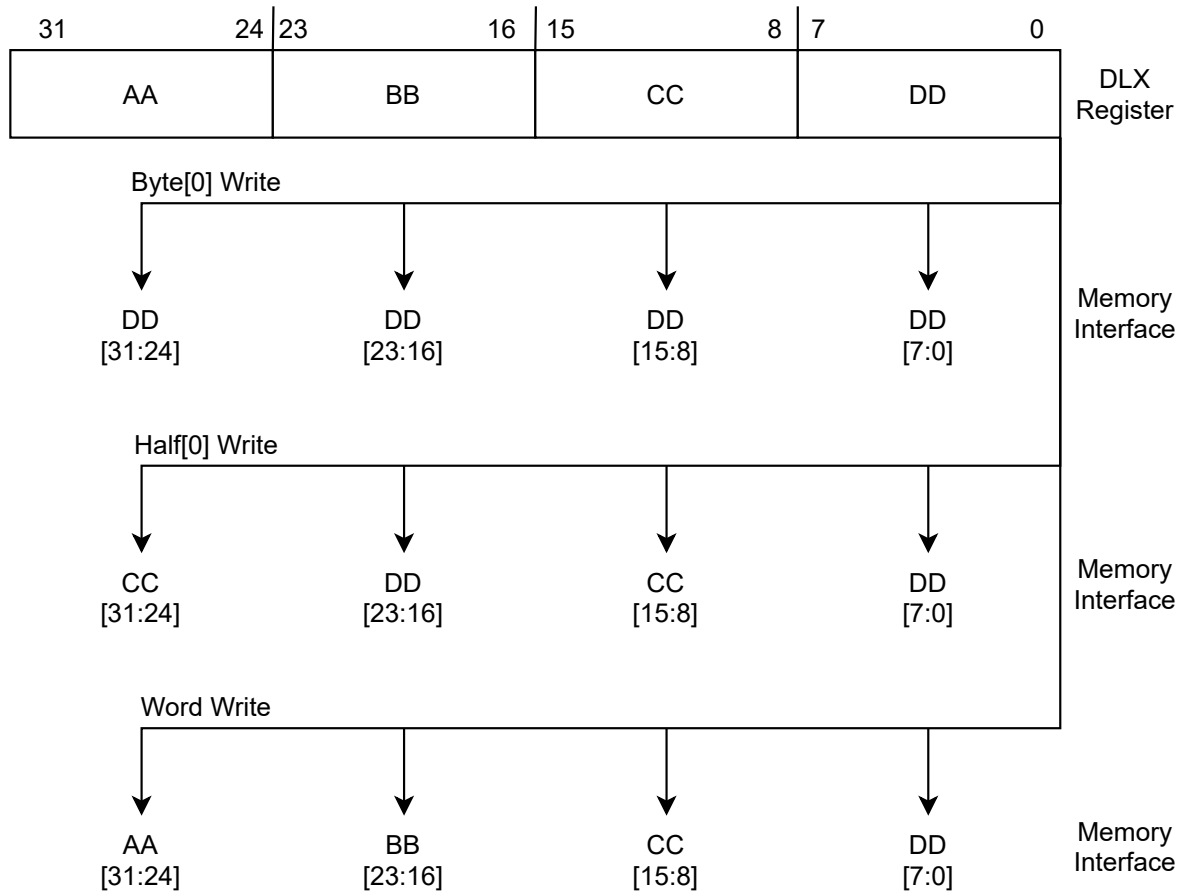 31 24 23 16 15 8 7 0
AA BB CC DD
DLX
Register
Byte[0] Write
DD DD DD DD
[31:24] [23:16] [15:8] [7:0]
Memory
Interface
Half[0] Write
CC DD CC DD
[31:24] [23:16] [15:8] [7:0]
Memory
Interface
Word Write
AA BB CC DD
[31:24] [23:16] [15:8] [7:0]
Memory
Interface